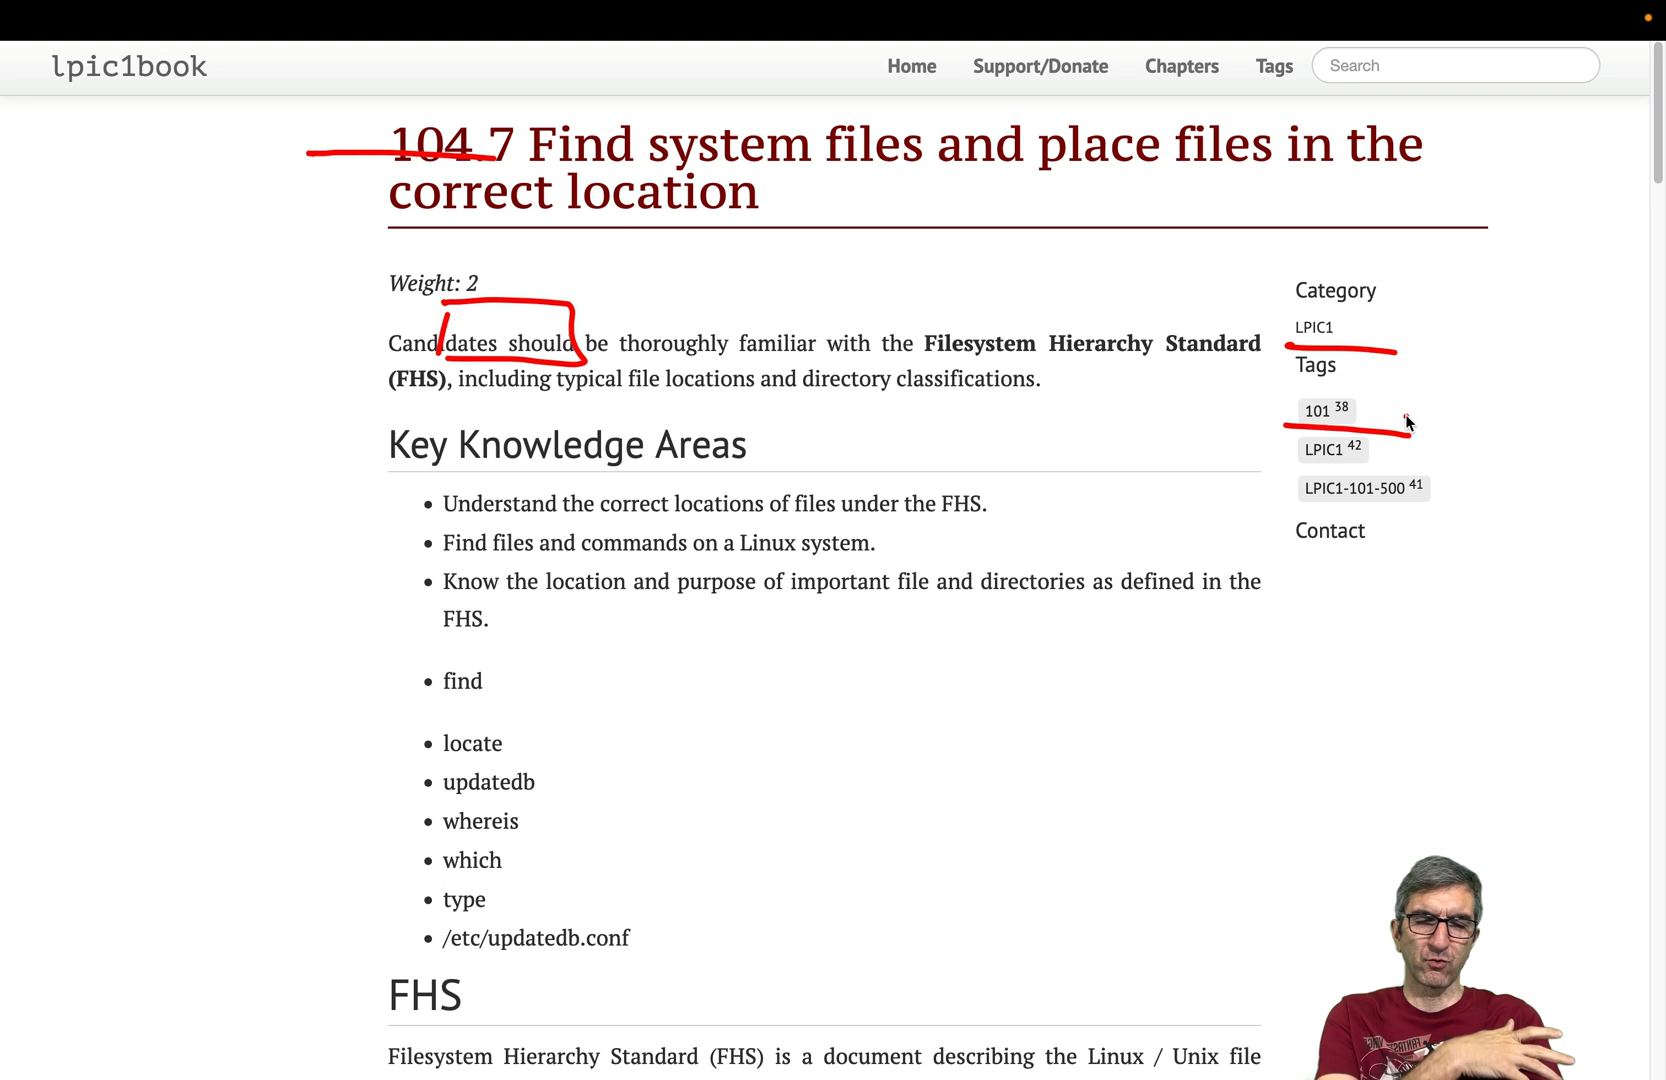 lpic1book
Home Support/Donate Chapters Tags Search
104.7 Find system files and place files in the
correct location
Weight: 2
Candidates should be thoroughly familiar with the Filesystem Hierarchy Standard
(FHS), including typical file locations and directory classifications.
Key Knowledge Areas
Understand the correct locations of files under the FHS.
Find files and commands on a Linux system.
Know the location and purpose of important file and directories as defined in the
FHS.
find
locate
updatedb
whereis
which
type
/etc/updatedb.conf
FHS
Filesystem Hierarchy Standard (FHS) is a document describing the Linux / Unix file
Category
LPIC1
Tags
101 38
LPIC1 42
LPIC1-101-500 41
Contact